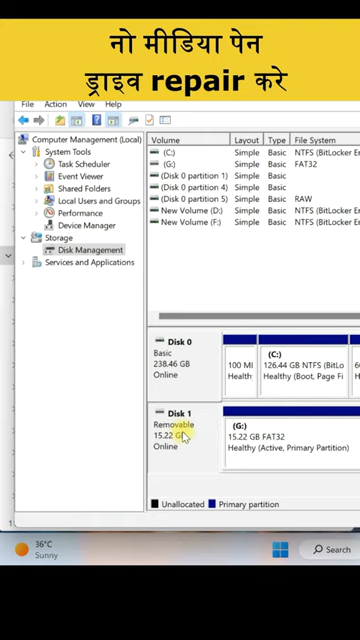 नो मीडिया पेन
ड्राइव repair करे
File Action View Help
Computer Management (Local)
System Tools
Task Scheduler
Event Viewer
Shared Folders
Local Users and Groups
Performance
Device Manager
Storage
Disk Management
Services and Applications
Volume Layout Type File System
(C:) Simple Basic NTFS (BitLocker E
(G:) Simple Basic FAT32
(Disk 0 partition 1) Simple Basic
(Disk 0 partition 4) Simple Basic
(Disk 0 partition 5) Simple Basic RAW
New Volume (D:) Simple Basic NTFS (BitLocker E
New Volume (F:) Simple Basic NTFS (BitLocker E
Disk 0
Basic
238.46 GB
Online
100 MI
Health
(C:)
126.44 GB NTFS (BitLo
Healthy (Boot, Page Fi
Health
Disk 1
Removable
15.22 GB
Online
(G:)
15.22 GB FAT32
Healthy (Active, Primary Partition)
Unallocated Primary partition
36°C
Sunny
Search